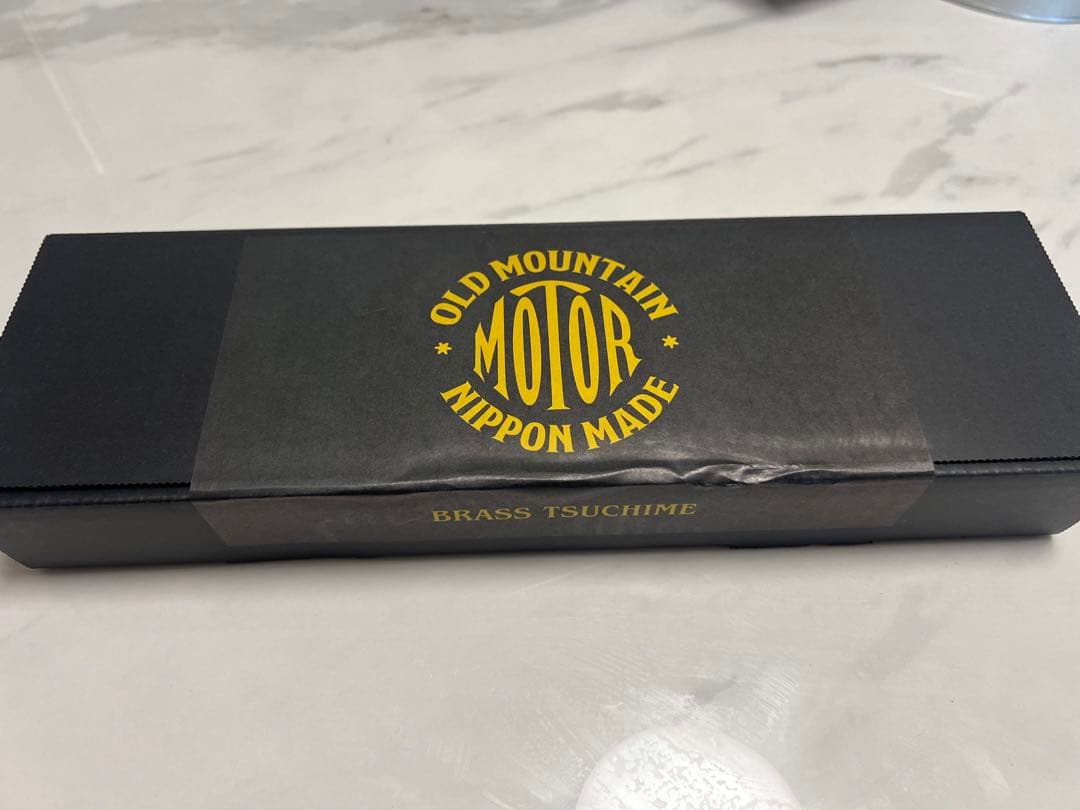 OLD MOUNTAIN
MOTOR
NIPPON MADE
BRASS TSUCHIME